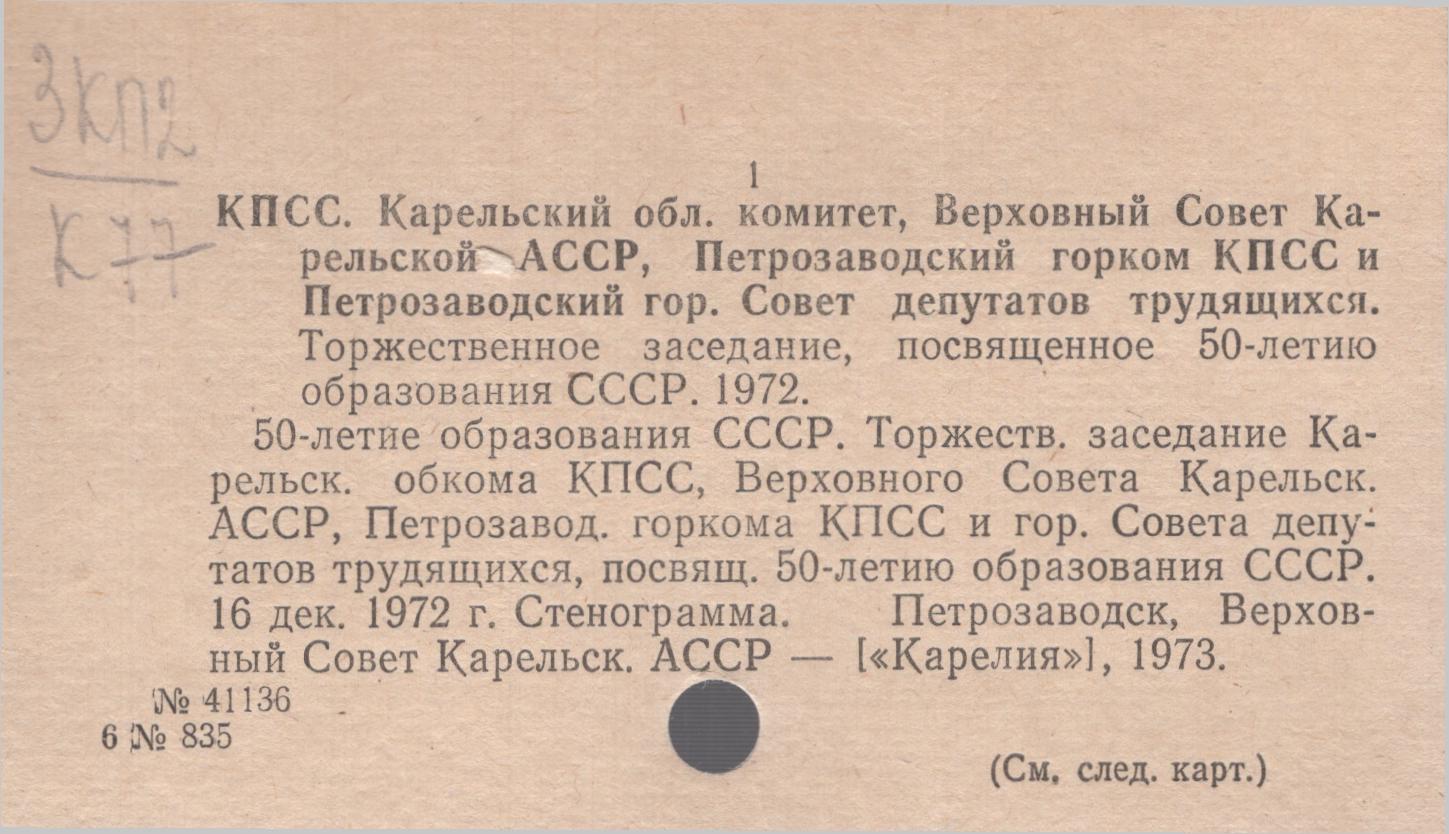 3КП2
К77
1
КПСС. Карельский обл. комитет, Верховный Совет Ка-
рельской АССР, Петрозаводский горком КПСС и
Петрозаводский гор. Совет депутатов трудящихся.
Торжественное заседание, посвященное 50-летию
образования СССР. 1972.
50-летие образования СССР. Торжеств. заседание Ка-
рельск. обкома КПСС, Верховного Совета Карельск.
АССР, Петрозавод. горкома КПСС и гор. Совета депу-
татов трудящихся, посвящ. 50-летию образования СССР.
16 дек. 1972 г. Стенограмма. Петрозаводск, Верхов-
ный Совет Карельск. АССР — [«Карелия»], 1973.
№ 41136
6 № 835
(См. след. карт.)